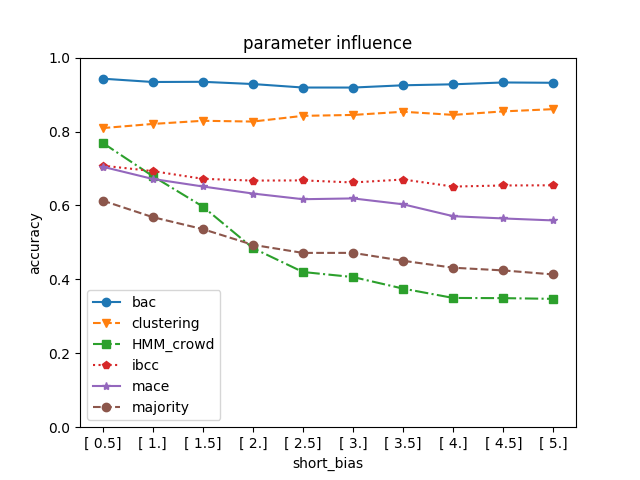 parameter influence
1.0
0.8
0.6
0.4
0.2
0.0
accuracy
bac
clustering
HMM_crowd
ibcc
mace
majority
[ 0.5] [ 1.] [ 1.5] [ 2.] [ 2.5] [ 3.] [ 3.5] [ 4.] [ 4.5] [ 5.]
short_bias